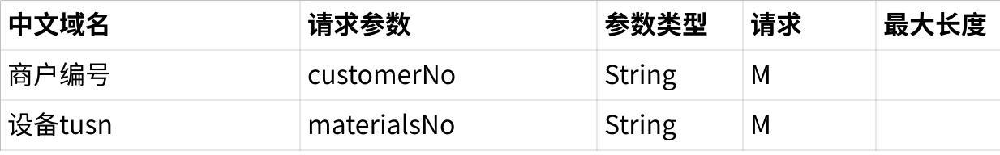 中文域名 请求参数 参数类型 请求 最大长度
商户编号 customerNo String M
设备tusn materialsNo String M